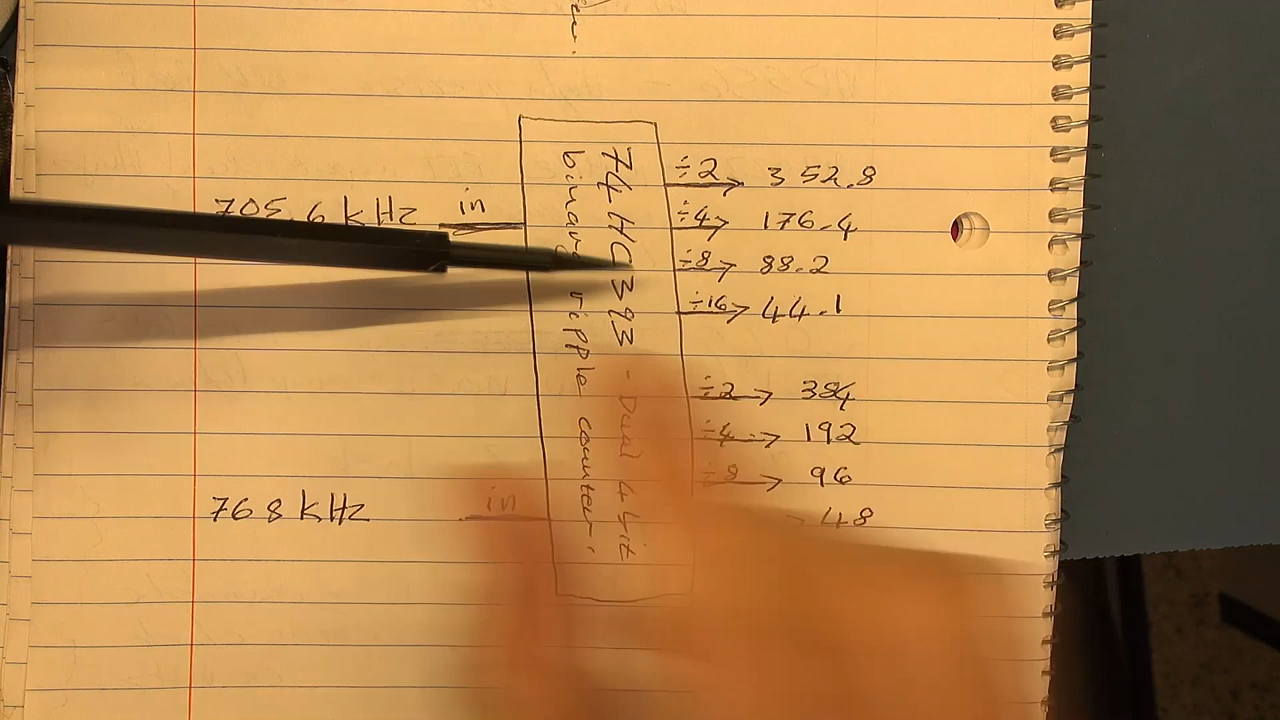 705.6 kHz in
74HC393 - Dual 4 bit
binary ripple counter.
÷2 → 352.8
÷4 → 176.4
÷8 → 88.2
÷16 → 44.1
768 kHz in
÷2 → 384
÷4 → 192
÷8 → 96
48